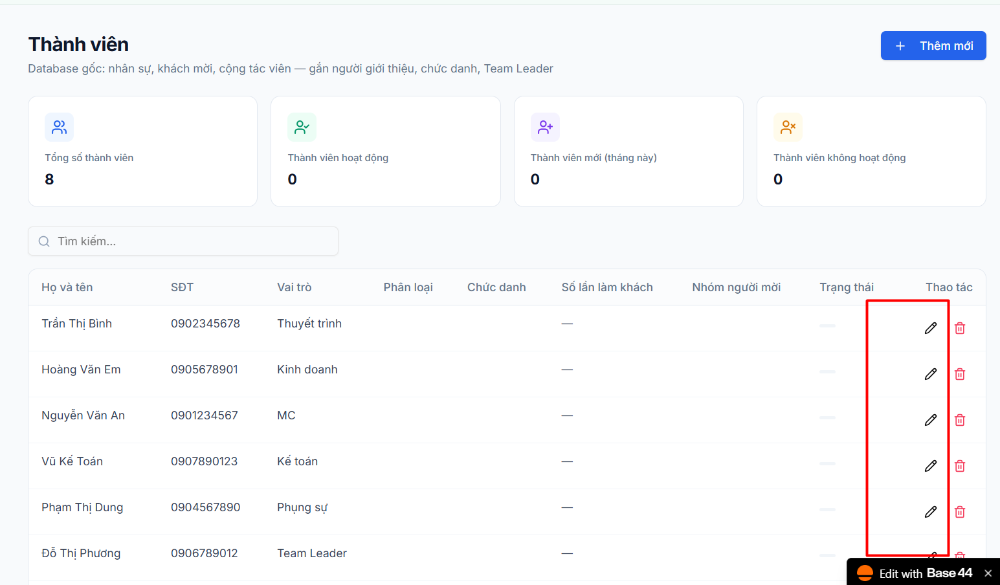 Thành viên
Thêm mới
Database gốc: nhân sự, khách mời, cộng tác viên — gắn người giới thiệu, chức danh, Team Leader
Tổng số thành viên
8
Thành viên hoạt động
0
Thành viên mới (tháng này)
0
Thành viên không hoạt động
0
Tìm kiếm...
Họ và tên SĐT Vai trò Phân loại Chức danh Số lần làm khách Nhóm người mời Trạng thái Thao tác
Trần Thị Bình 0902345678 Thuyết trình —
Hoàng Văn Em 0905678901 Kinh doanh —
Nguyễn Văn An 0901234567 MC —
Vũ Kế Toán 0907890123 Kế toán —
Phạm Thị Dung 0904567890 Phụng sự —
Đỗ Thị Phương 0906789012 Team Leader —
Edit with Base44